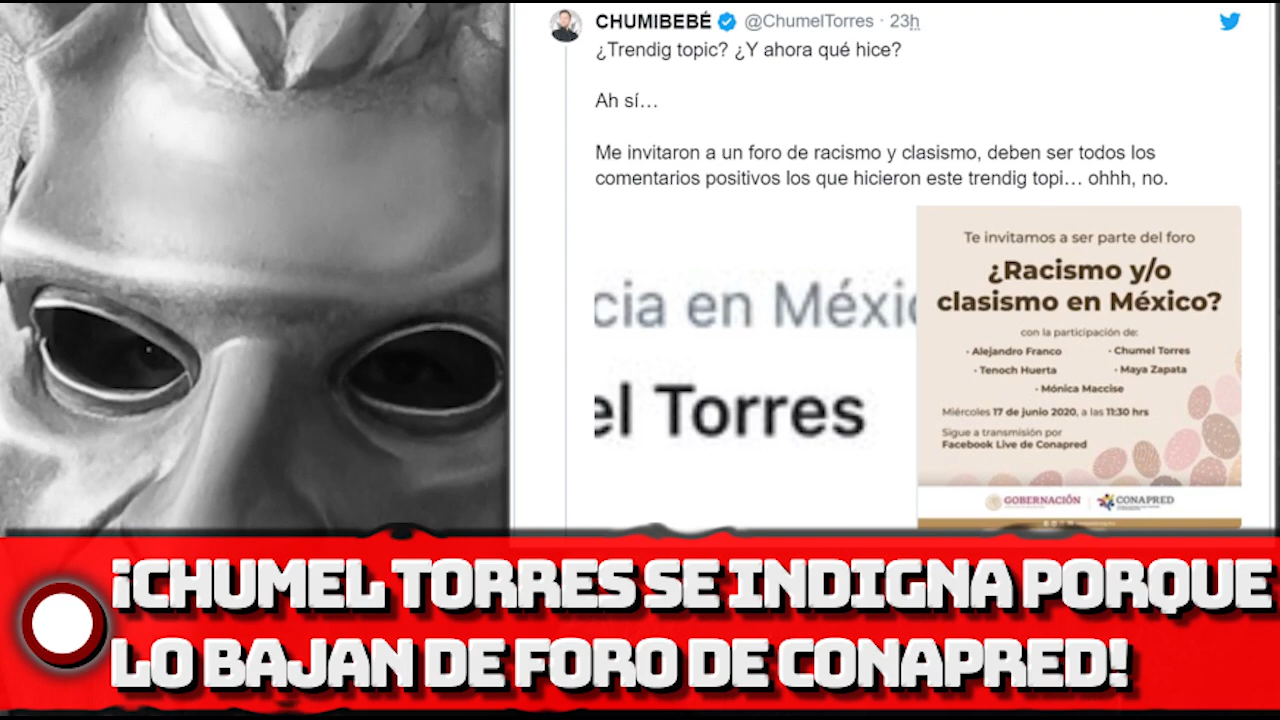 CHUMIBEBÉ @ChumelTorres · 23h
¿Trendig topic? ¿Y ahora qué hice?
Ah sí…
Me invitaron a un foro de racismo y clasismo, deben ser todos los
comentarios positivos los que hicieron este trendig topi… ohhh, no.
cia en Méxic
el Torres
Te invitamos a ser parte del foro
¿Racismo y/o
clasismo en México?
con la participación de:
· Alejandro Franco
· Chumel Torres
· Tenoch Huerta
· Maya Zapata
· Mónica Maccise
Miércoles 17 de junio 2020, a las 11:30 hrs
Sigue a transmisión por
Facebook Live de Conapred
GOBERNACIÓN
CONAPRED
¡CHUMEL TORRES SE INDIGNA PORQUE
LO BAJAN DE FORO DE CONAPRED!